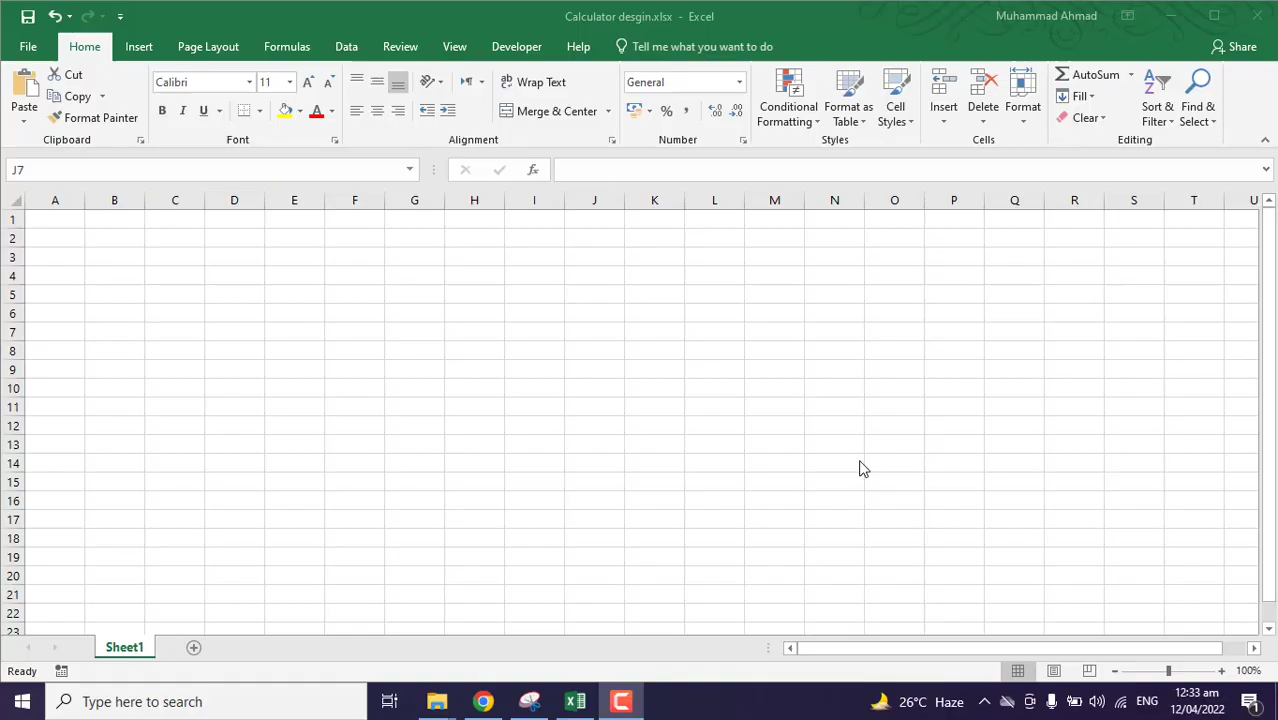 Calculator desgin.xlsx - Excel
Muhammad Ahmad
File Home Insert Page Layout Formulas Data Review View Developer Help Tell me what you want to do Share
Paste
Cut
Copy
Format Painter
Clipboard
Calibri 11
B I U
Font
Wrap Text
Merge & Center
Alignment
General
Number
Conditional Formatting
Format as Table
Cell Styles
Styles
Insert
Delete
Format
Cells
AutoSum
Fill
Clear
Sort & Filter
Find & Select
Editing
J7
fx
A B C D E F G H I J K L M N O P Q R S T U
1
2
3
4
5
6
7
8
9
10
11
12
13
14
15
16
17
18
19
20
21
22
23
Sheet1
Ready
100%
Type here to search
26°C Haze
ENG
12:33 am
12/04/2022
1